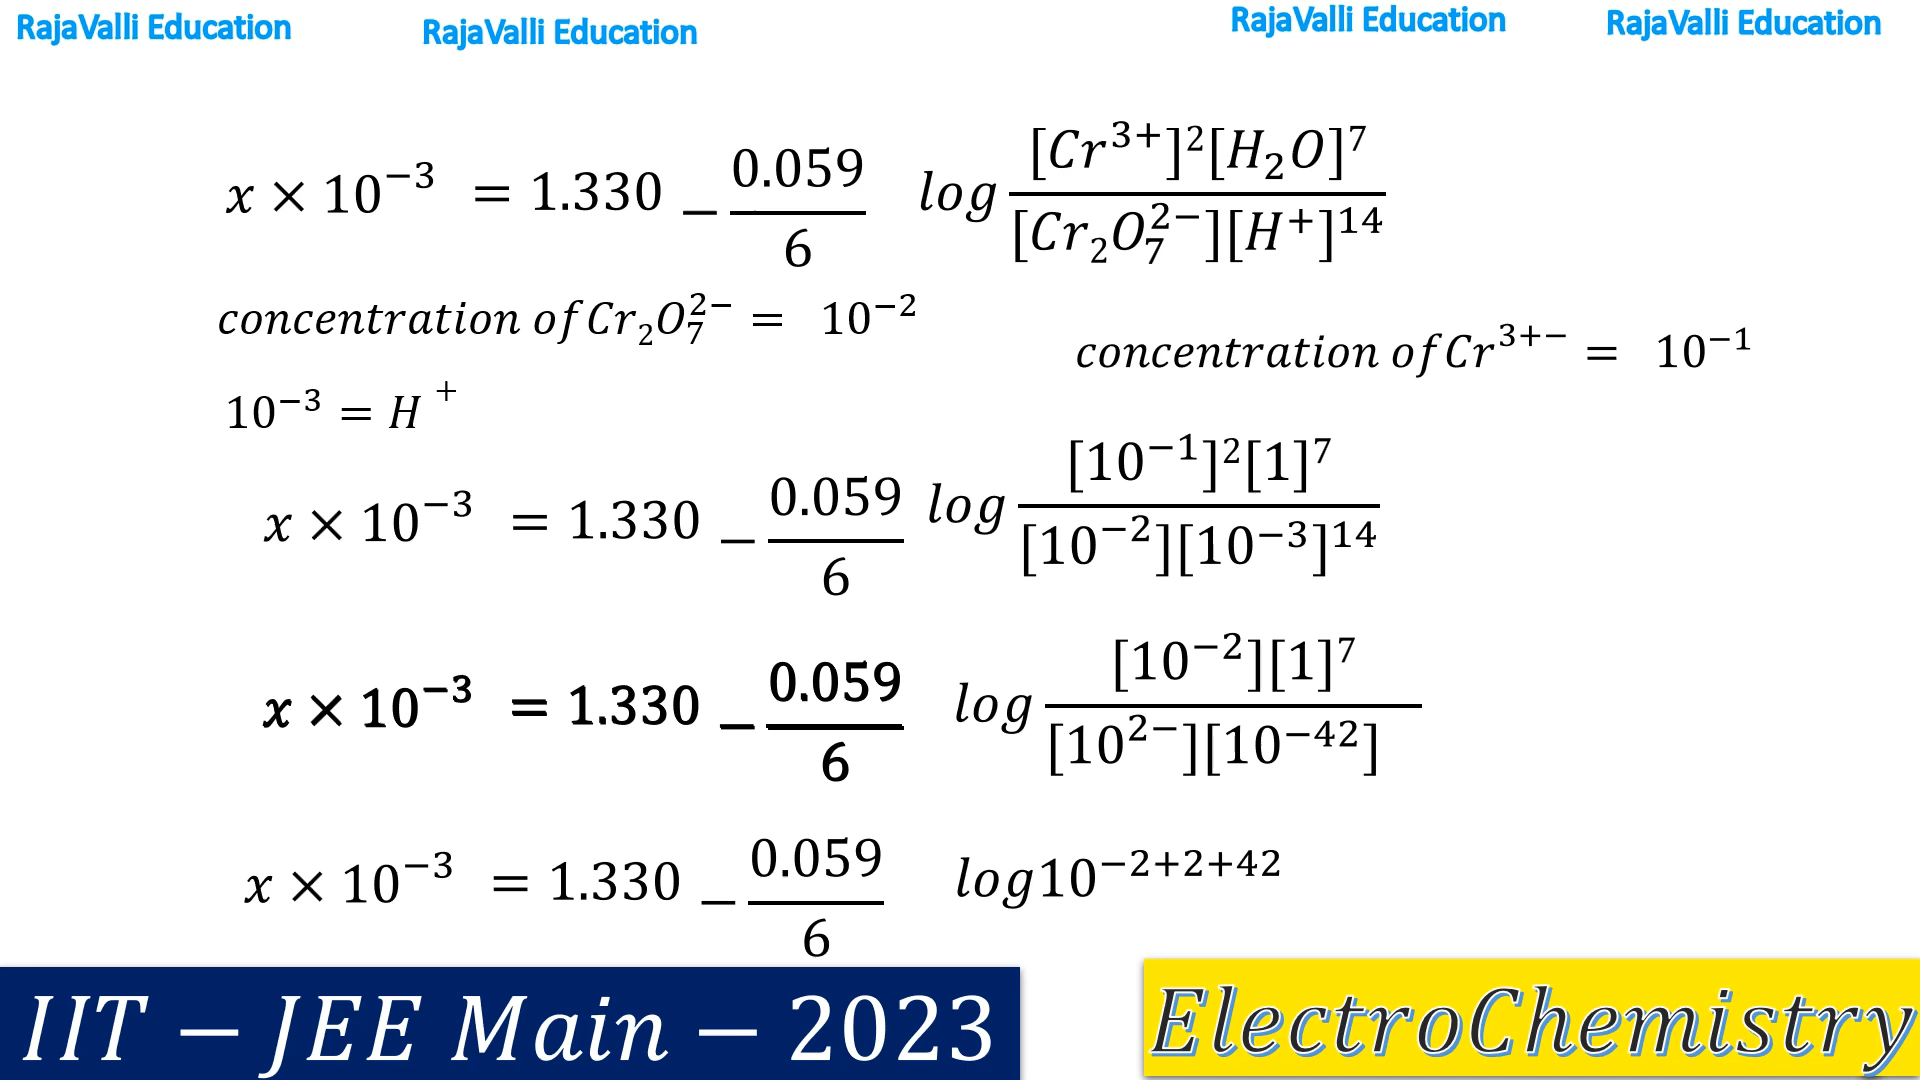 RajaValli Education RajaValli Education RajaValli Education RajaValli Education
x × 10⁻³ = 1.330 − 0.059/6 log [Cr³⁺]²[H₂O]⁷/[Cr₂O₇²⁻][H⁺]¹⁴
concentration ofCr₂O₇²⁻ = 10⁻²
concentration ofCr³⁺⁻ = 10⁻¹
10⁻³ = H ⁺
x × 10⁻³ = 1.330 − 0.059/6 log [10⁻¹]²[1]⁷/[10⁻²][10⁻³]¹⁴
x × 10⁻³ = 1.330 − 0.059/6 log [10⁻²][1]⁷/[10²⁻][10⁻⁴²]
x × 10⁻³ = 1.330 − 0.059/6 log10⁻²⁺²⁺⁴²
IIT − JEE Main − 2023
ElectroChemistry